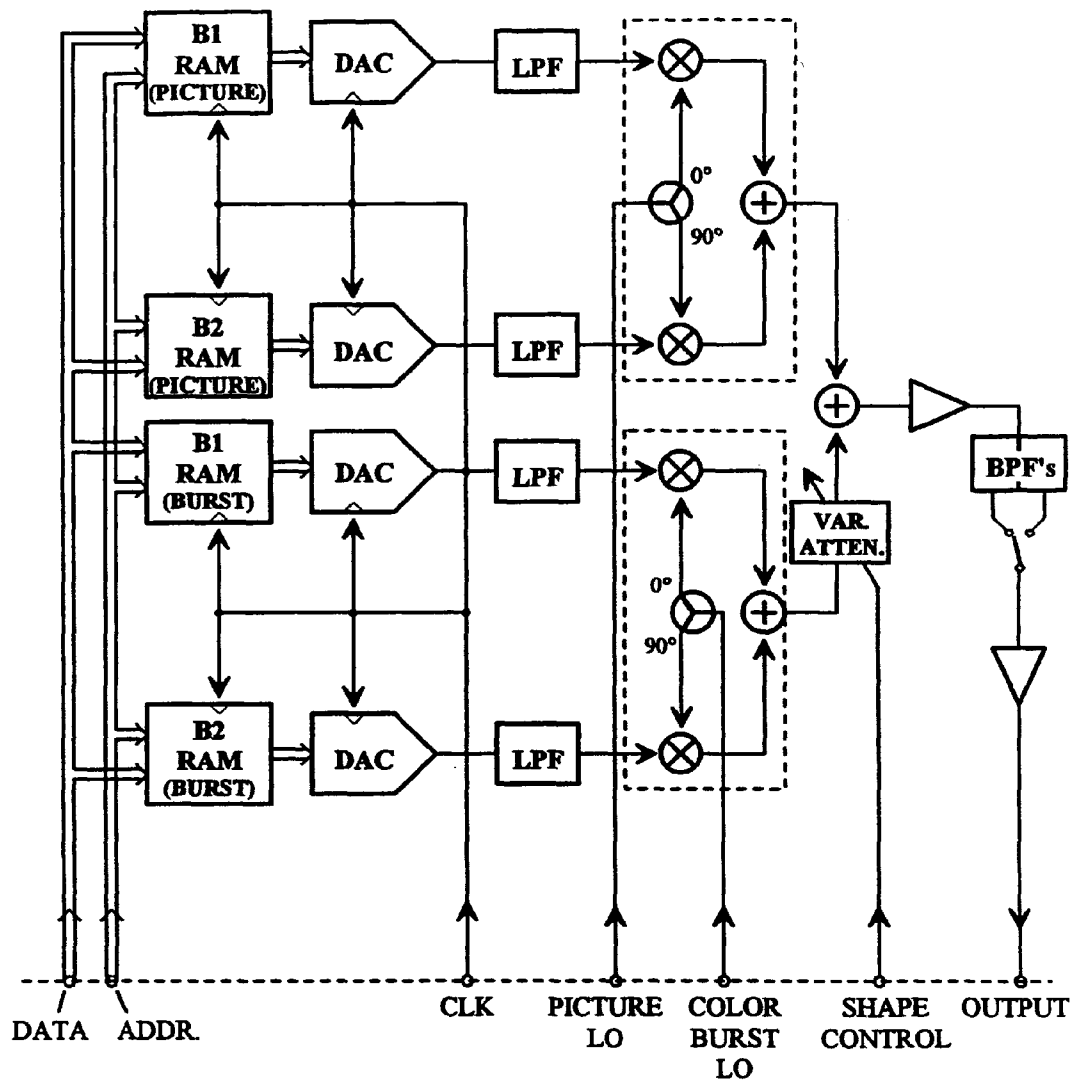 B1
RAM
(PICTURE)
DAC
LPF
0°
90°
B2
RAM
(PICTURE)
DAC
LPF
B1
RAM
(BURST)
DAC
LPF
BPF's
VAR.
ATTEN.
0°
90°
B2
RAM
(BURST)
DAC
LPF
DATA
ADDR.
CLK
PICTURE
LO
COLOR
BURST
LO
SHAPE
CONTROL
OUTPUT